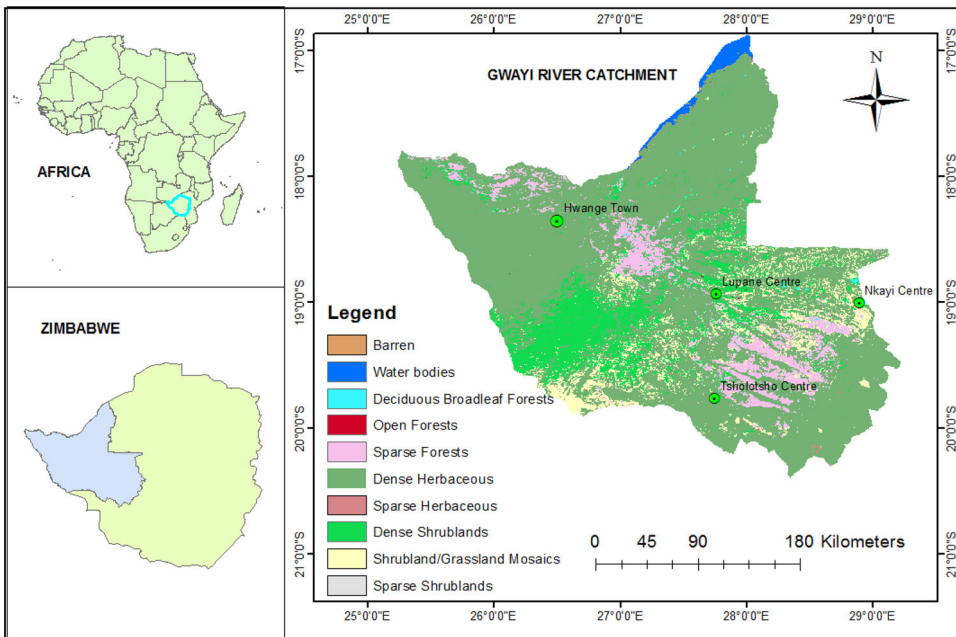 AFRICA
ZIMBABWE
25°0'0"E 26°0'0"E 27°0'0"E 28°0'0"E 29°0'0"E
GWAYI RIVER CATCHMENT
N
17°0'0"S
17°0'0"S
18°0'0"S
18°0'0"S
Hwange Town
Lupane Centre
Nkayi Centre
19°0'0"S
19°0'0"S
Tsholotsho Centre
20°0'0"S
20°0'0"S
21°0'0"S
21°0'0"S
Legend
Barren
Water bodies
Deciduous Broadleaf Forests
Open Forests
Sparse Forests
Dense Herbaceous
Sparse Herbaceous
Dense Shrublands
Shrubland/Grassland Mosaics
Sparse Shrublands
0 45 90 180 Kilometers
25°0'0"E 26°0'0"E 27°0'0"E 28°0'0"E 29°0'0"E